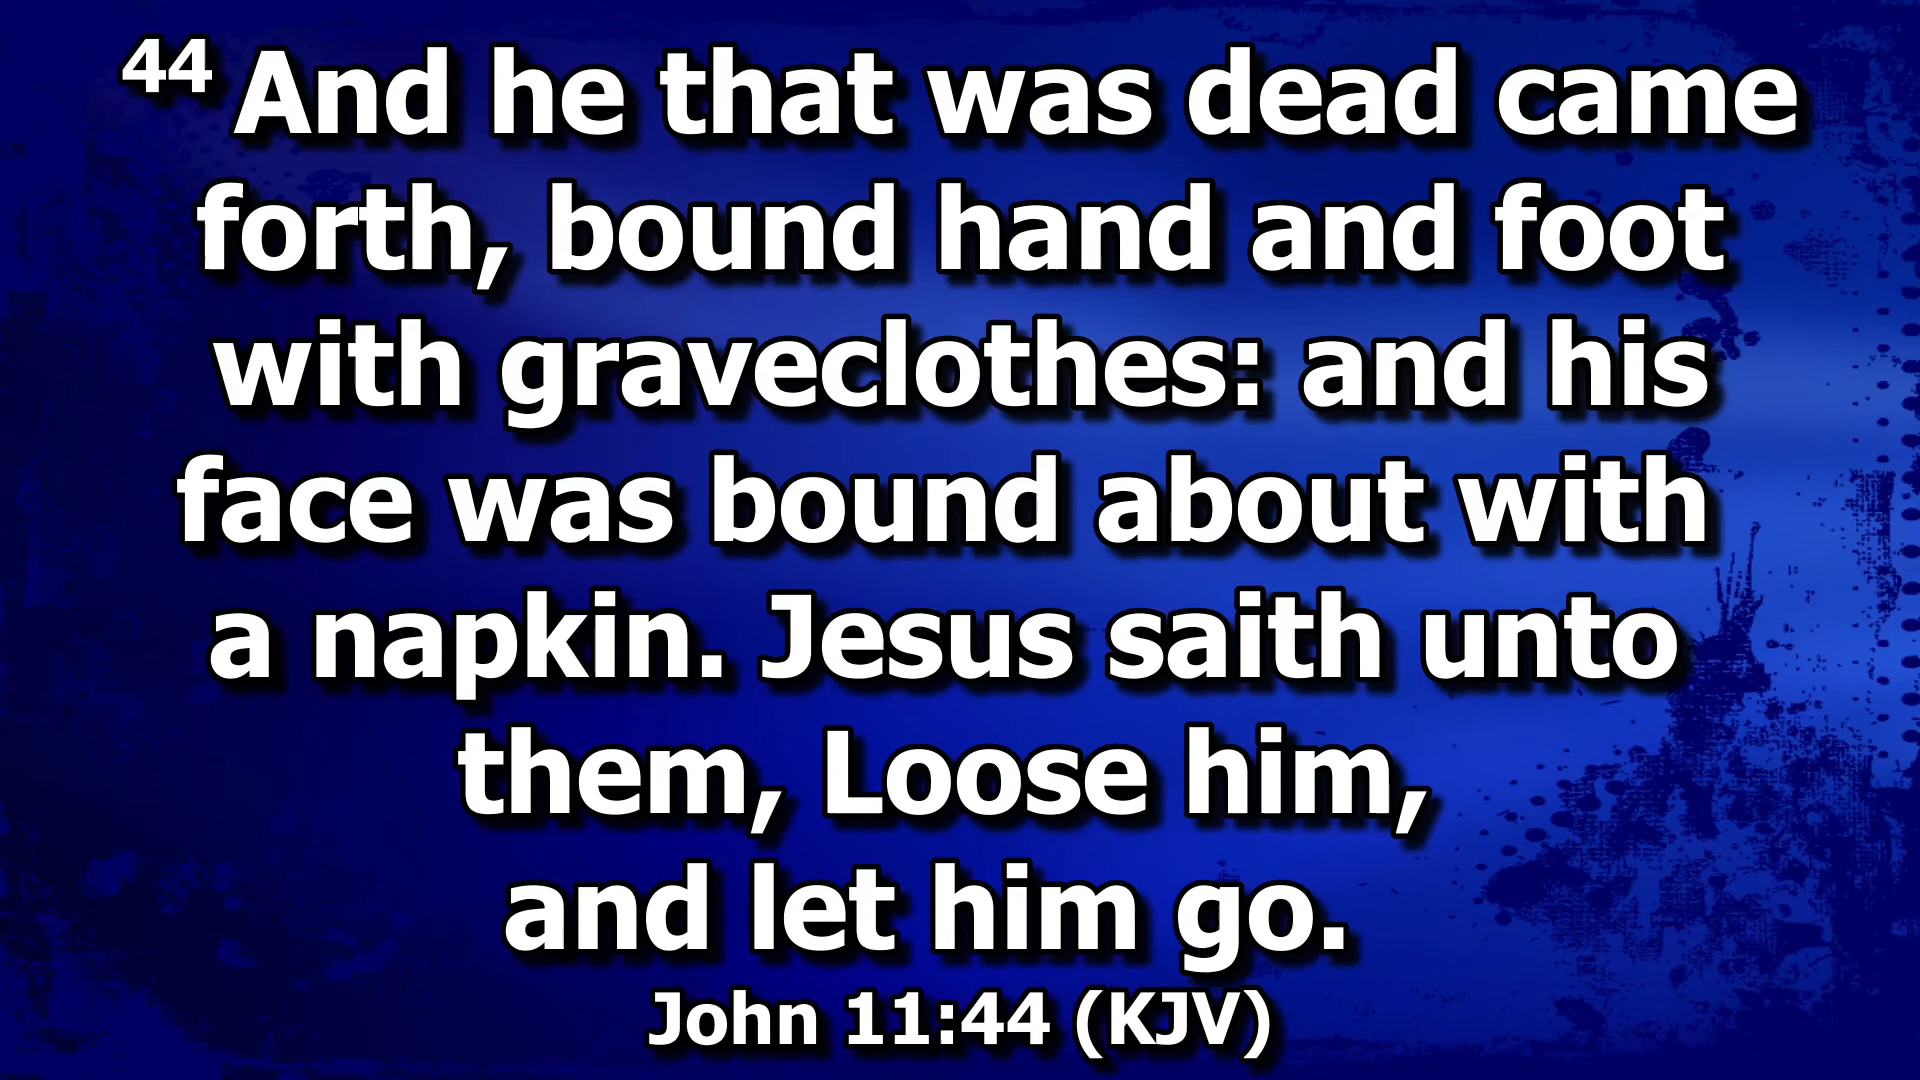 44 And he that was dead came
forth, bound hand and foot
with graveclothes: and his
face was bound about with
a napkin. Jesus saith unto
them, Loose him,
and let him go.
John 11:44 (KJV)